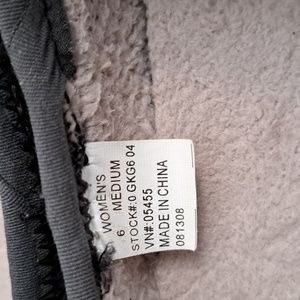 WOMEN'S
6 MEDIUM
STOCK#:0 GKG6 04
VN#:05455
MADE IN CHINA
081308